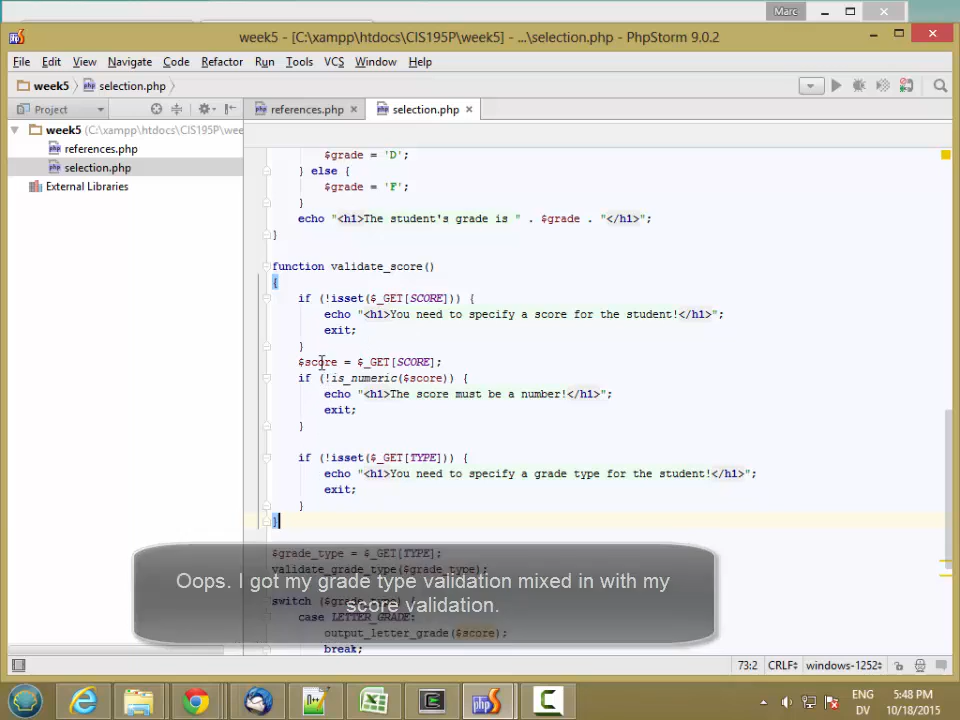 Marc
week5 - [C:\xampp\htdocs\CIS195P\week5] - ...\selection.php - PhpStorm 9.0.2
File Edit View Navigate Code Refactor Run Tools VCS Window Help
week5 selection.php
Project references.php selection.php
week5 (C:\xampp\htdocs\CIS195P\wee
references.php
selection.php
External Libraries
$grade = 'D';
} else {
$grade = 'F';
}
echo "<h1>The student's grade is " . $grade . "</h1>";
}
function validate_score()
{
if (!isset($_GET[SCORE])) {
echo "<h1>You need to specify a score for the student!</h1>";
exit;
}
$score = $_GET[SCORE];
if (!is_numeric($score)) {
echo "<h1>The score must be a number!</h1>";
exit;
}
if (!isset($_GET[TYPE])) {
echo "<h1>You need to specify a grade type for the student!</h1>";
exit;
}
}
$grade_type = $_GET[TYPE];
validate_grade_type($grade_type);
switch ($grade_type) {
case LETTER_GRADE:
output_letter_grade($score);
break;
Oops. I got my grade type validation mixed in with my
score validation.
73:2 CRLF windows-1252
ENG 5:48 PM
DV 10/18/2015